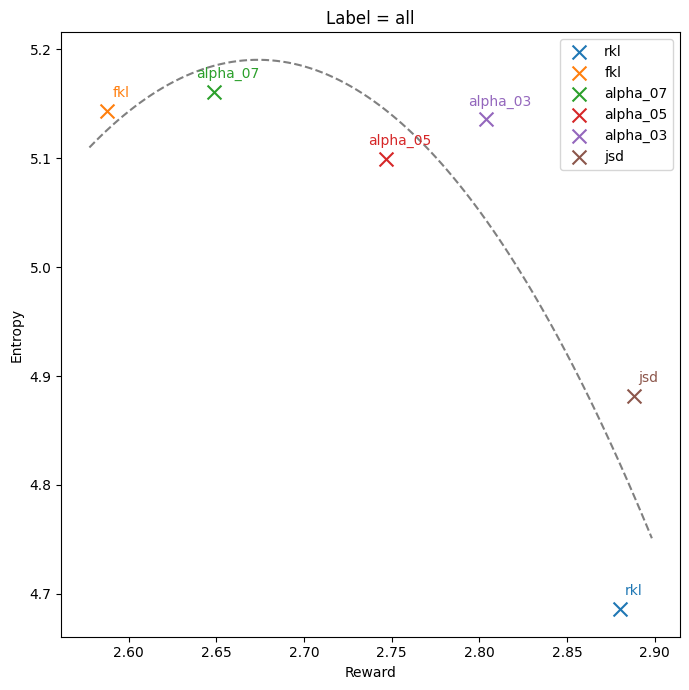 Label = all
rkl
fkl
alpha_07
alpha_05
alpha_03
jsd
fkl
alpha_07
alpha_03
alpha_05
jsd
rkl
5.2
5.1
5.0
4.9
4.8
4.7
Entropy
2.60 2.65 2.70 2.75 2.80 2.85 2.90
Reward